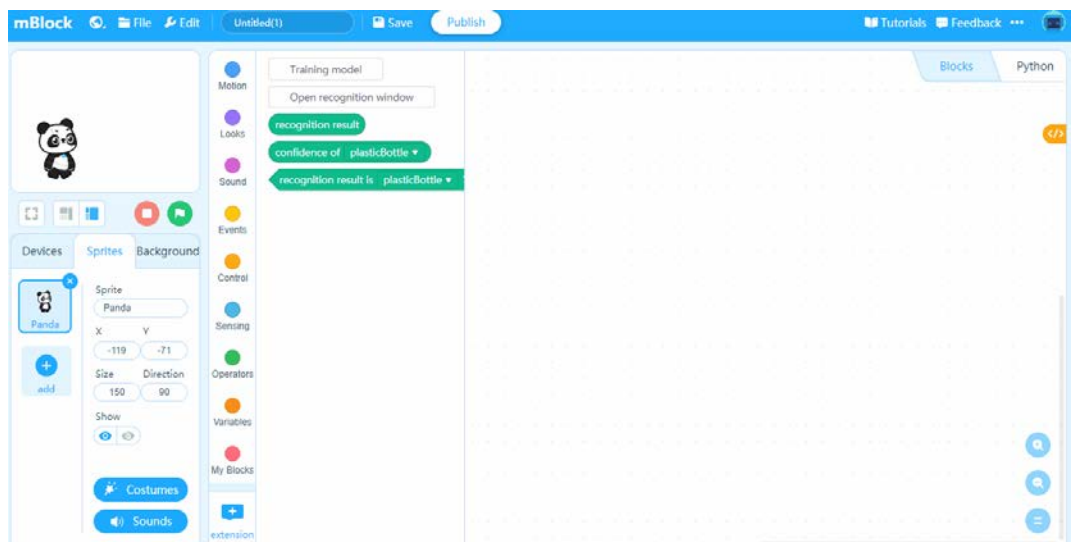 mBlock File Edit Untitled(1) Save Publish Tutorials Feedback
Blocks Python
</>
Devices Sprites Background
Panda
add
Sprite
Panda
X Y
-119 -71
Size Direction
150 90
Show
Costumes
Sounds
Motion
Looks
Sound
Events
Control
Sensing
Operators
Variables
My Blocks
extension
Training model
Open recognition window
recognition result
confidence of plasticBottle
recognition result is plasticBottle